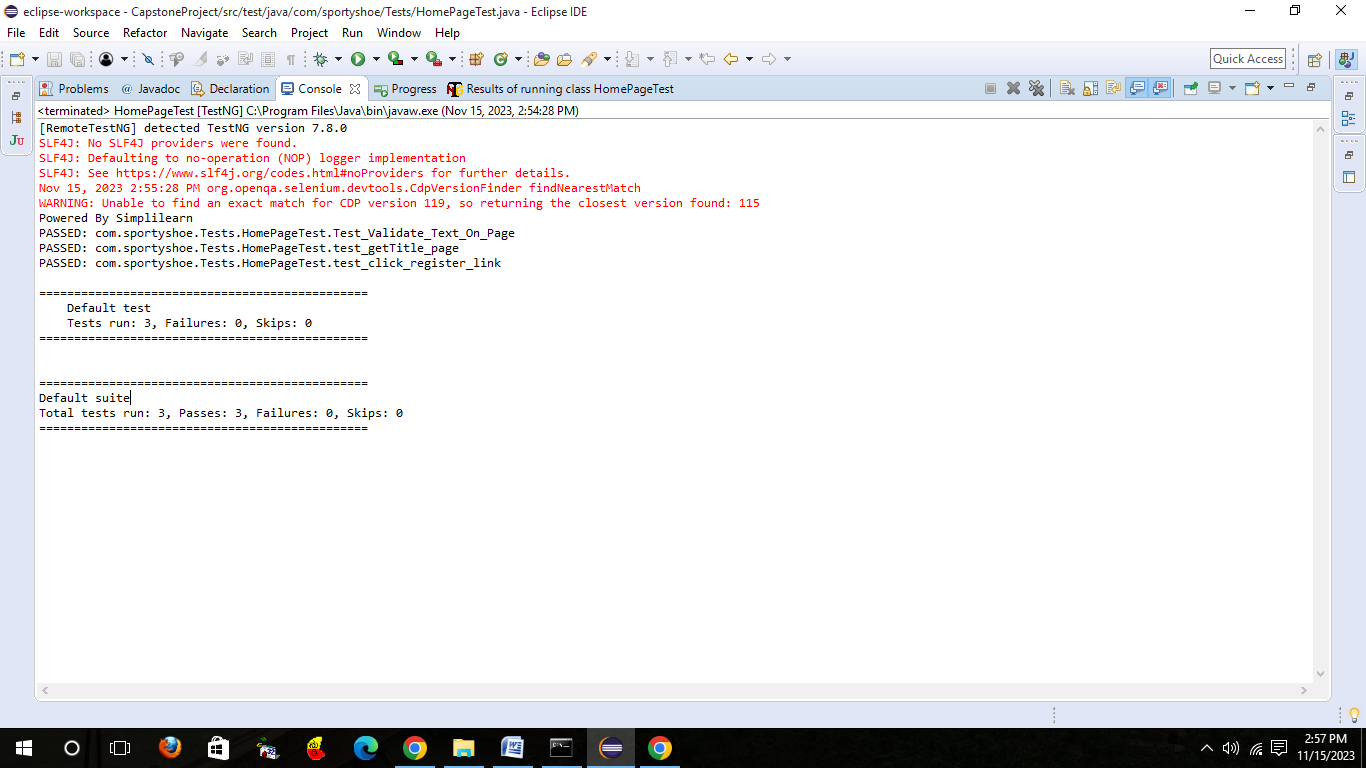 eclipse-workspace - CapstoneProject/src/test/java/com/sportyshoe/Tests/HomePageTest.java - Eclipse IDE
File Edit Source Refactor Navigate Search Project Run Window Help
Quick Access
Problems Javadoc Declaration Console Progress Results of running class HomePageTest
<terminated> HomePageTest [TestNG] C:\Program Files\Java\bin\javaw.exe (Nov 15, 2023, 2:54:28 PM)
[RemoteTestNG] detected TestNG version 7.8.0
SLF4J: No SLF4J providers were found.
SLF4J: Defaulting to no-operation (NOP) logger implementation
SLF4J: See https://www.slf4j.org/codes.html#noProviders for further details.
Nov 15, 2023 2:55:28 PM org.openqa.selenium.devtools.CdpVersionFinder findNearestMatch
WARNING: Unable to find an exact match for CDP version 119, so returning the closest version found: 115
Powered By Simplilearn
PASSED: com.sportyshoe.Tests.HomePageTest.Test_Validate_Text_On_Page
PASSED: com.sportyshoe.Tests.HomePageTest.test_getTitle_page
PASSED: com.sportyshoe.Tests.HomePageTest.test_click_register_link
===============================================
Default test
Tests run: 3, Failures: 0, Skips: 0
===============================================
===============================================
Default suite
Total tests run: 3, Passes: 3, Failures: 0, Skips: 0
===============================================
2:57 PM
11/15/2023